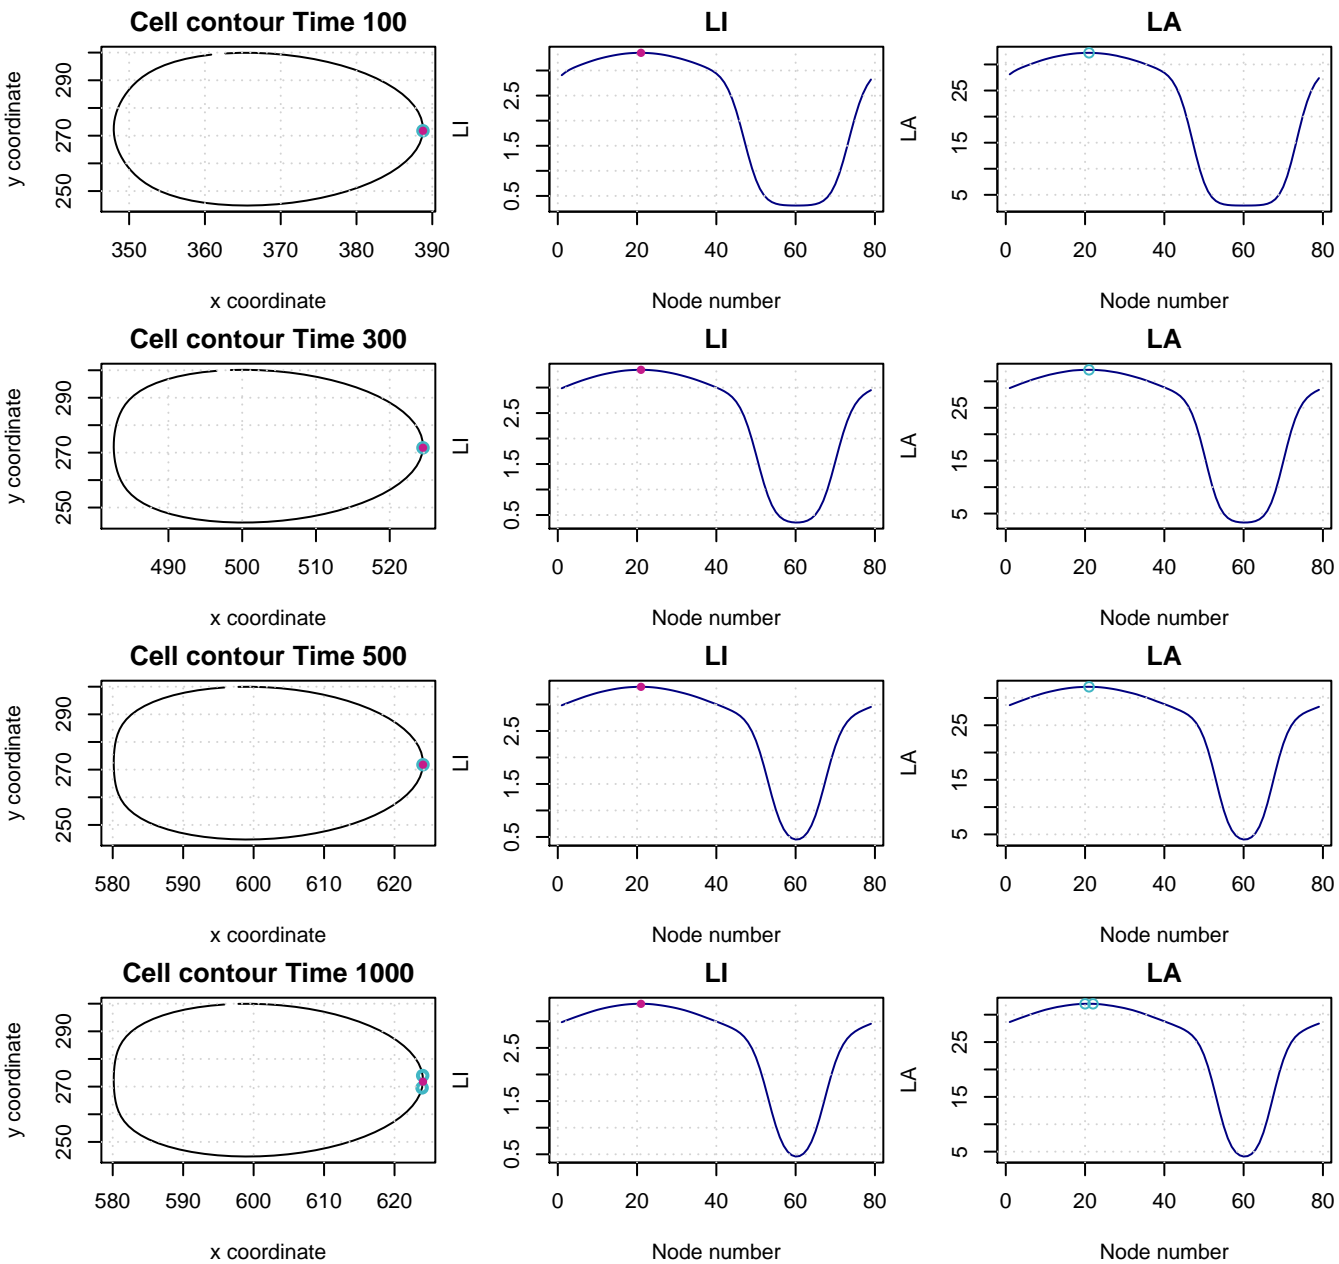 Cell contour Time 100
y coordinate
250 270 290
350 360 370 380 390
x coordinate
LI
LI
0.5 1.5 2.5
0 20 40 60 80
Node number
LA
LA
5 15 25
0 20 40 60 80
Node number
Cell contour Time 300
y coordinate
250 270 290
490 500 510 520
x coordinate
LI
LI
0.5 1.5 2.5
0 20 40 60 80
Node number
LA
LA
5 15 25
0 20 40 60 80
Node number
Cell contour Time 500
y coordinate
250 270 290
580 590 600 610 620
x coordinate
LI
LI
0.5 1.5 2.5
0 20 40 60 80
Node number
LA
LA
5 15 25
0 20 40 60 80
Node number
Cell contour Time 1000
y coordinate
250 270 290
580 590 600 610 620
x coordinate
LI
LI
0.5 1.5 2.5
0 20 40 60 80
Node number
LA
LA
5 15 25
0 20 40 60 80
Node number